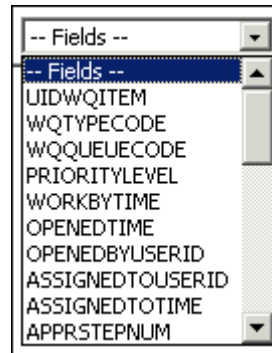 -- Fields --
-- Fields --
UIDWQITEM
WQTYPECODE
WQQUEUECODE
PRIORITYLEVEL
WORKBYTIME
OPENEDTIME
OPENEDBYUSERID
ASSIGNEDTOUSERID
ASSIGNEDTOTIME
APPRSTEPNUM